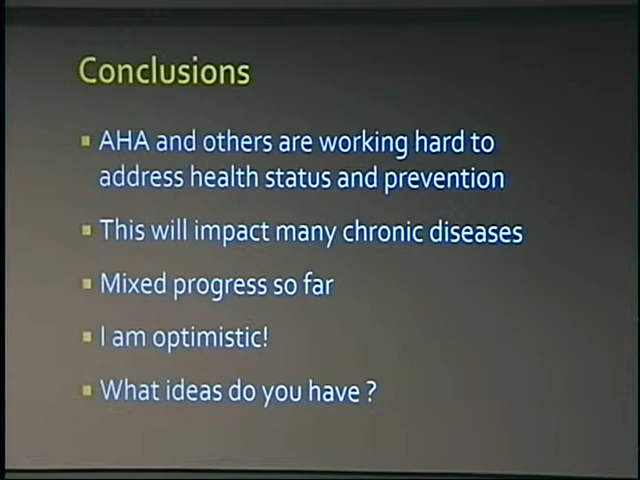 Conclusions
▪ AHA and others are working hard to
address health status and prevention
▪ This will impact many chronic diseases
▪ Mixed progress so far
▪ I am optimistic!
▪ What ideas do you have ?